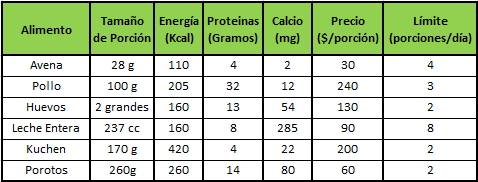 Alimento Tamaño de Porción Energía (Kcal) Proteinas (Gramos) Calcio (mg) Precio ($/porción) Límite (porciones/día)
Avena 28 g 110 4 2 30 4
Pollo 100 g 205 32 12 240 3
Huevos 2 grandes 160 13 54 130 2
Leche Entera 237 cc 160 8 285 90 8
Kuchen 170 g 420 4 22 200 2
Porotos 260g 260 14 80 60 2